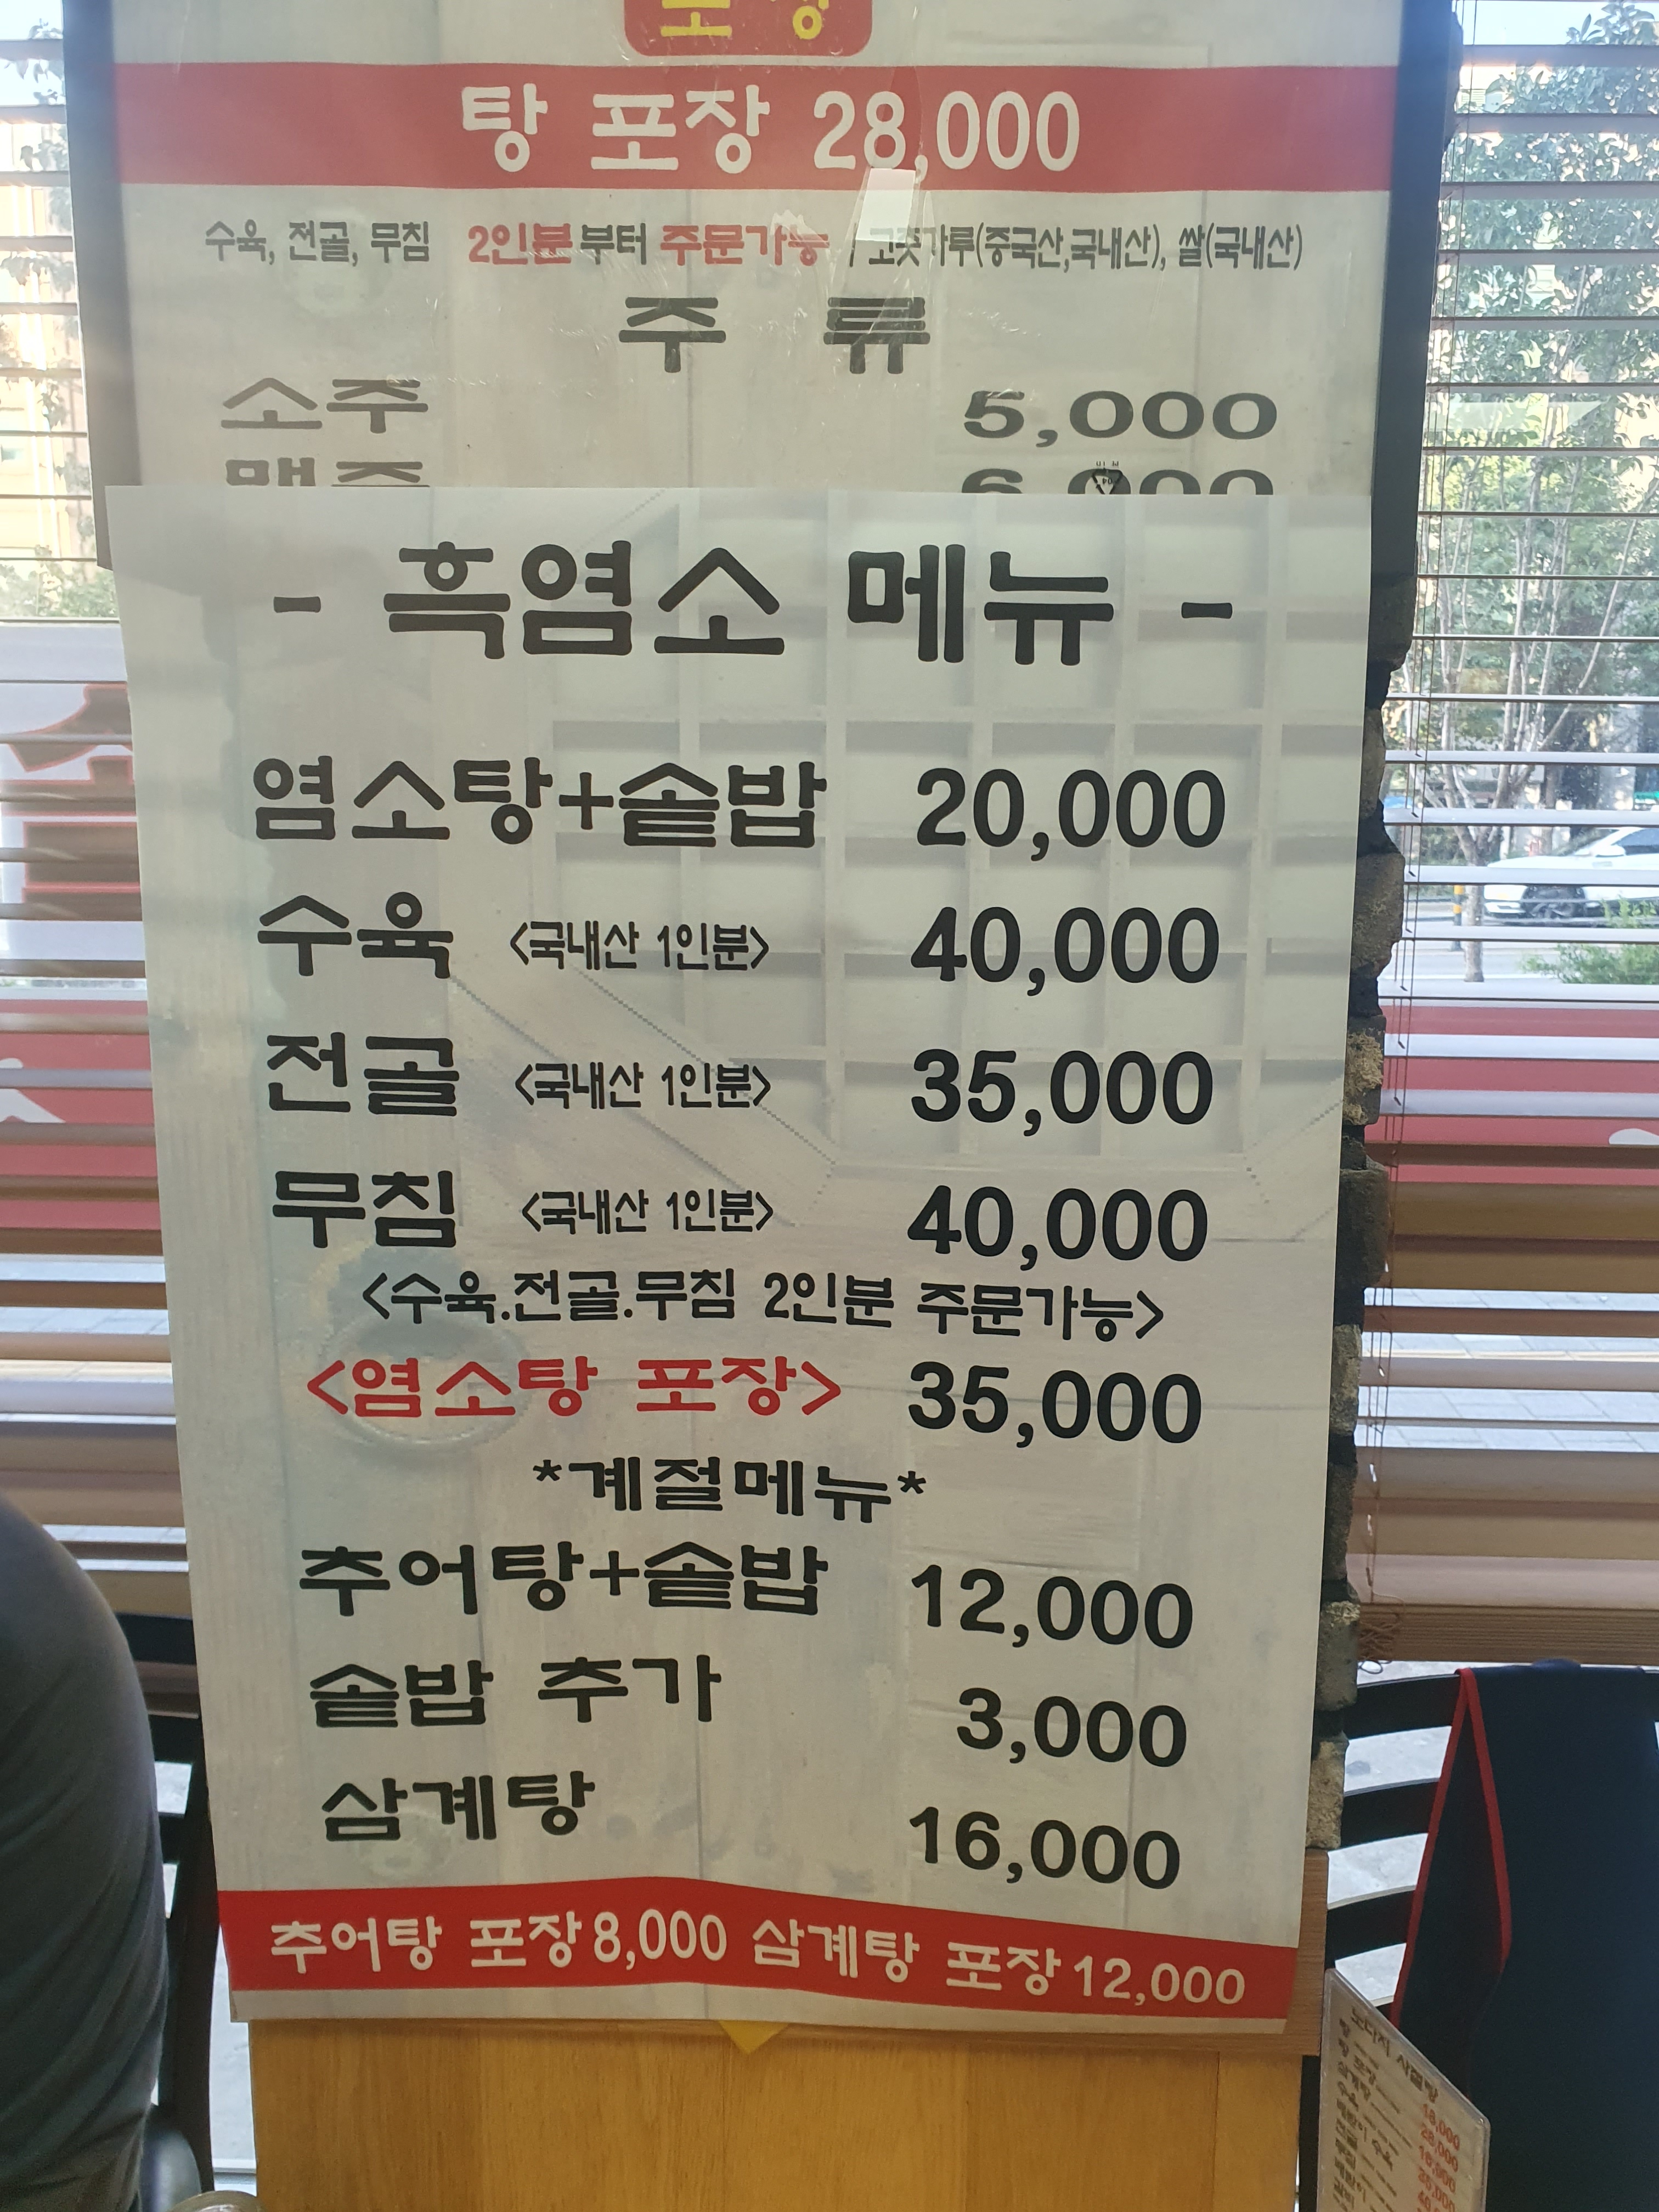 탕 포장 28,000
수육, 전골, 무침 2인분부터 주문가능 고춧가루(중국산,국내산), 쌀(국내산)
주 류
소주 5,000
맥주 6,000
- 흑염소 메뉴 -
염소탕+솥밥 20,000
수육 <국내산 1인분> 40,000
전골 <국내산 1인분> 35,000
무침 <국내산 1인분> 40,000
<수육.전골.무침 2인분 주문가능>
<염소탕 포장> 35,000
*계절메뉴*
추어탕+솥밥 12,000
솥밥 추가 3,000
삼계탕 16,000
추어탕 포장 8,000 삼계탕 포장 12,000